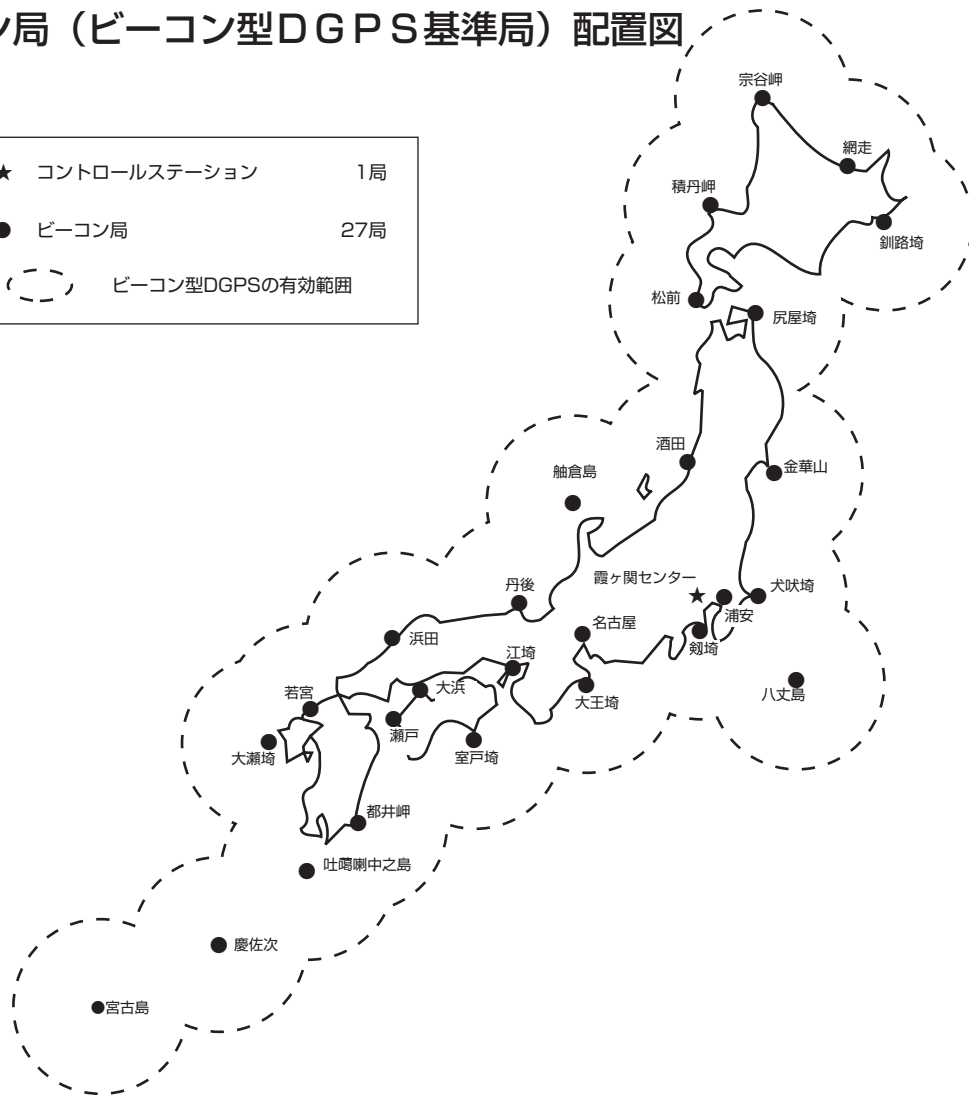 ン局（ビーコン型ＤＧＰＳ基準局）配置図
★ コントロールステーション 1局
● ビーコン局 27局
ビーコン型DGPSの有効範囲
宗谷岬
網走
積丹岬
釧路埼
松前
尻屋埼
酒田
金華山
舳倉島
霞ヶ関センター
犬吠埼
丹後
浦安
名古屋
浜田
剱埼
江埼
大浜
八丈島
若宮
大王埼
瀬戸
大瀬埼
室戸埼
都井岬
吐噶喇中之島
慶佐次
宮古島